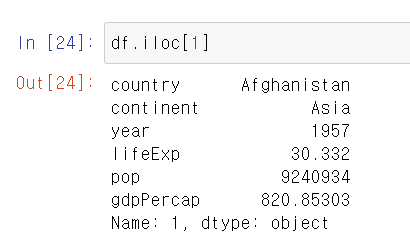 In [24]: df.iloc[1]
Out[24]: country Afghanistan
continent Asia
year 1957
lifeExp 30.332
pop 9240934
gdpPercap 820.85303
Name: 1, dtype: object